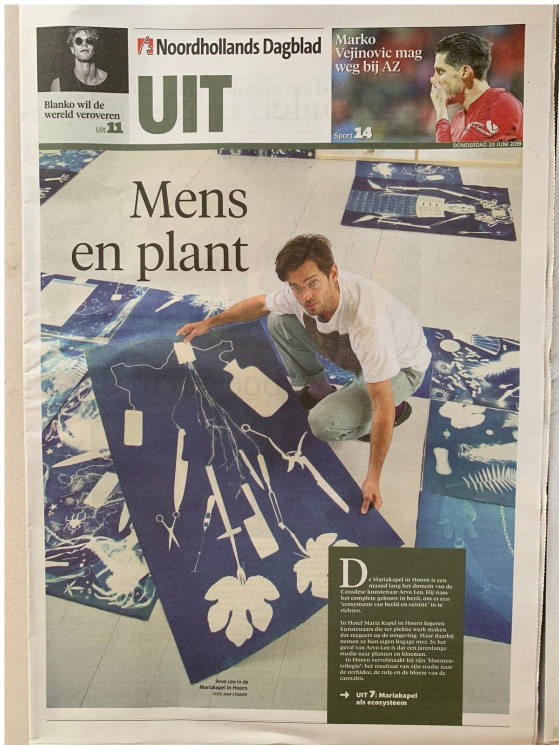 Noordhollands Dagblad
UIT
Blanko wil de
wereld veroveren
Uit 11
Marko
Vejinovic mag
weg bij AZ
Sport 14
DONDERDAG 20 JUNI 2019
Mens
en plant
De Mariakapel in Hoorn is een
maand lang het domein van de
Canadese kunstenaar Arvo Leo. Hij nam
het complete gebouw in bezit, om er een
'ecosysteem van beeld en ruimte' in te
richten.
In Hotel Maria Kapel in Hoorn logeren
kunstenaars die ter plekke werk maken
dat reageert op de omgeving. Maar daarbij
nemen ze hun eigen bagage mee. In het
geval van Arvo Leo is dat een jarenlange
studie naar planten en bloemen.
In Hoorn vervolmaakt hij zijn 'bloemen-
trilogie': het resultaat van zijn studie naar
de orchidee, de tulp en de bloem van de
cannabis.
→ UIT 7: Mariakapel
als ecosysteem
Arvo Leo in de
Mariakapel in Hoorn.